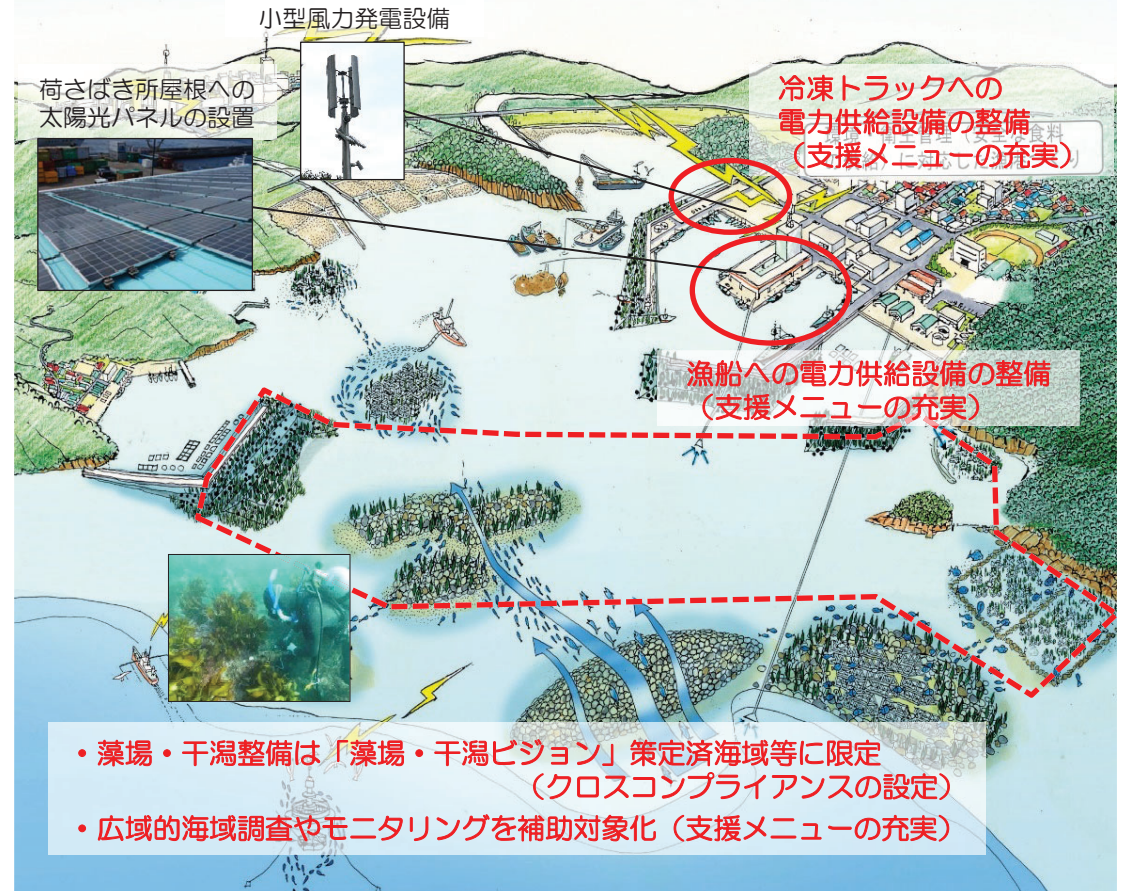 小型風力発電設備
荷さばき所屋根への
太陽光パネルの設置
冷凍トラックへの
電力供給設備の整備
（支援メニューの充実）
漁船への電力供給設備の整備
（支援メニューの充実）
・藻場・干潟整備は「藻場・干潟ビジョン」策定済海域等に限定
（クロスコンプライアンスの設定）
・広域的海域調査やモニタリングを補助対象化（支援メニューの充実）